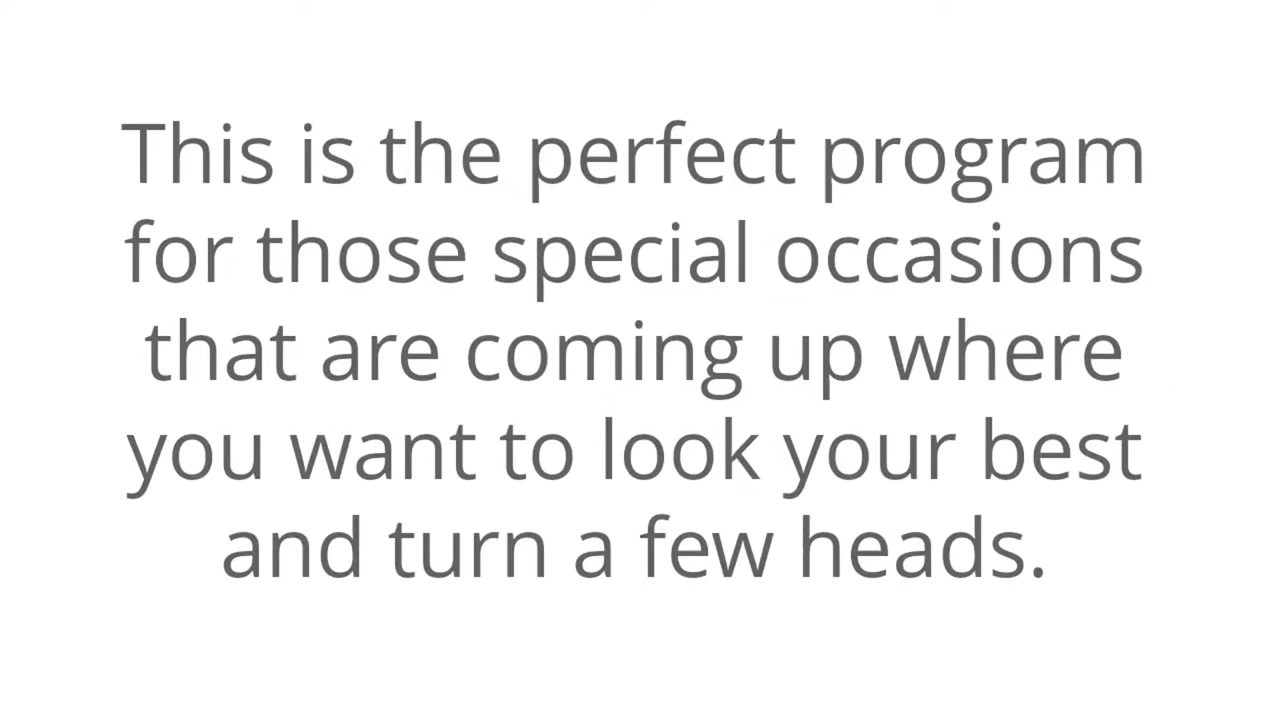 This is the perfect program
for those special occasions
that are coming up where
you want to look your best
and turn a few heads.